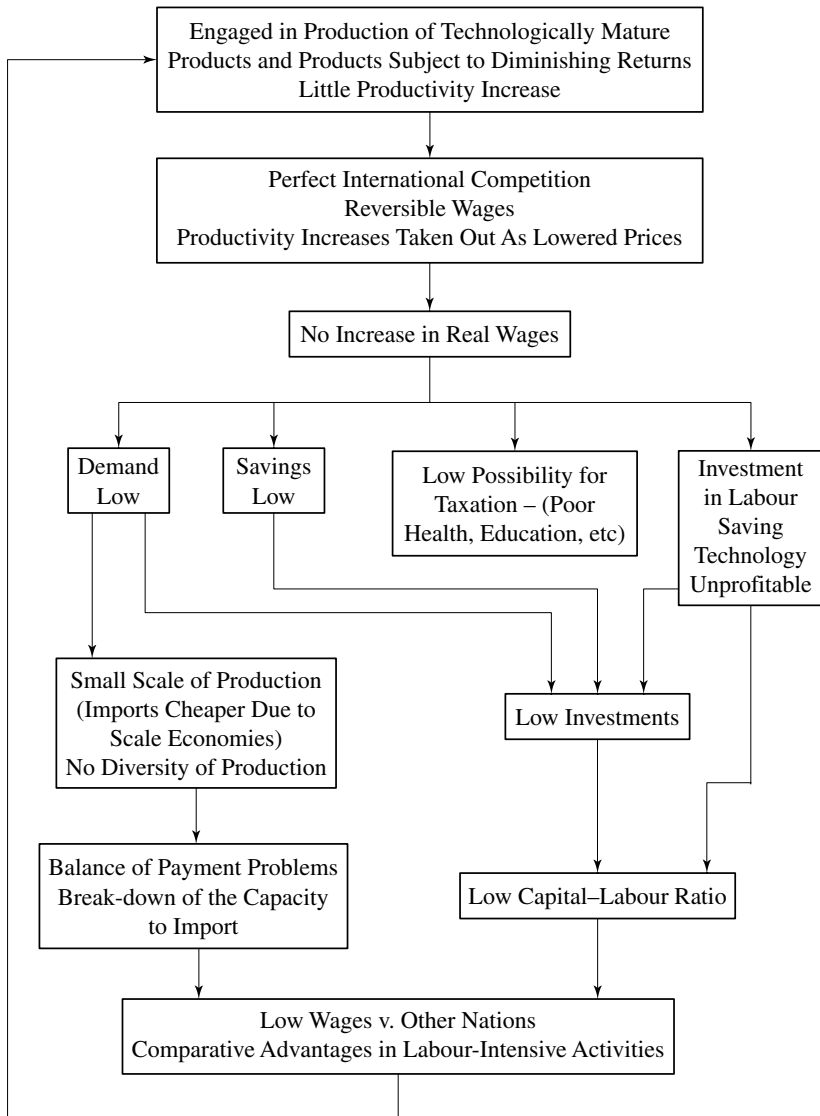 Engaged in Production of Technologically Mature
Products and Products Subject to Diminishing Returns
Little Productivity Increase
Perfect International Competition
Reversible Wages
Productivity Increases Taken Out As Lowered Prices
No Increase in Real Wages
Demand
Low
Savings
Low
Low Possibility for
Taxation – (Poor
Health, Education, etc)
Investment
in Labour
Saving
Technology
Unprofitable
Small Scale of Production
(Imports Cheaper Due to
Scale Economies)
No Diversity of Production
Low Investments
Balance of Payment Problems
Break-down of the Capacity
to Import
Low Capital–Labour Ratio
Low Wages v. Other Nations
Comparative Advantages in Labour-Intensive Activities